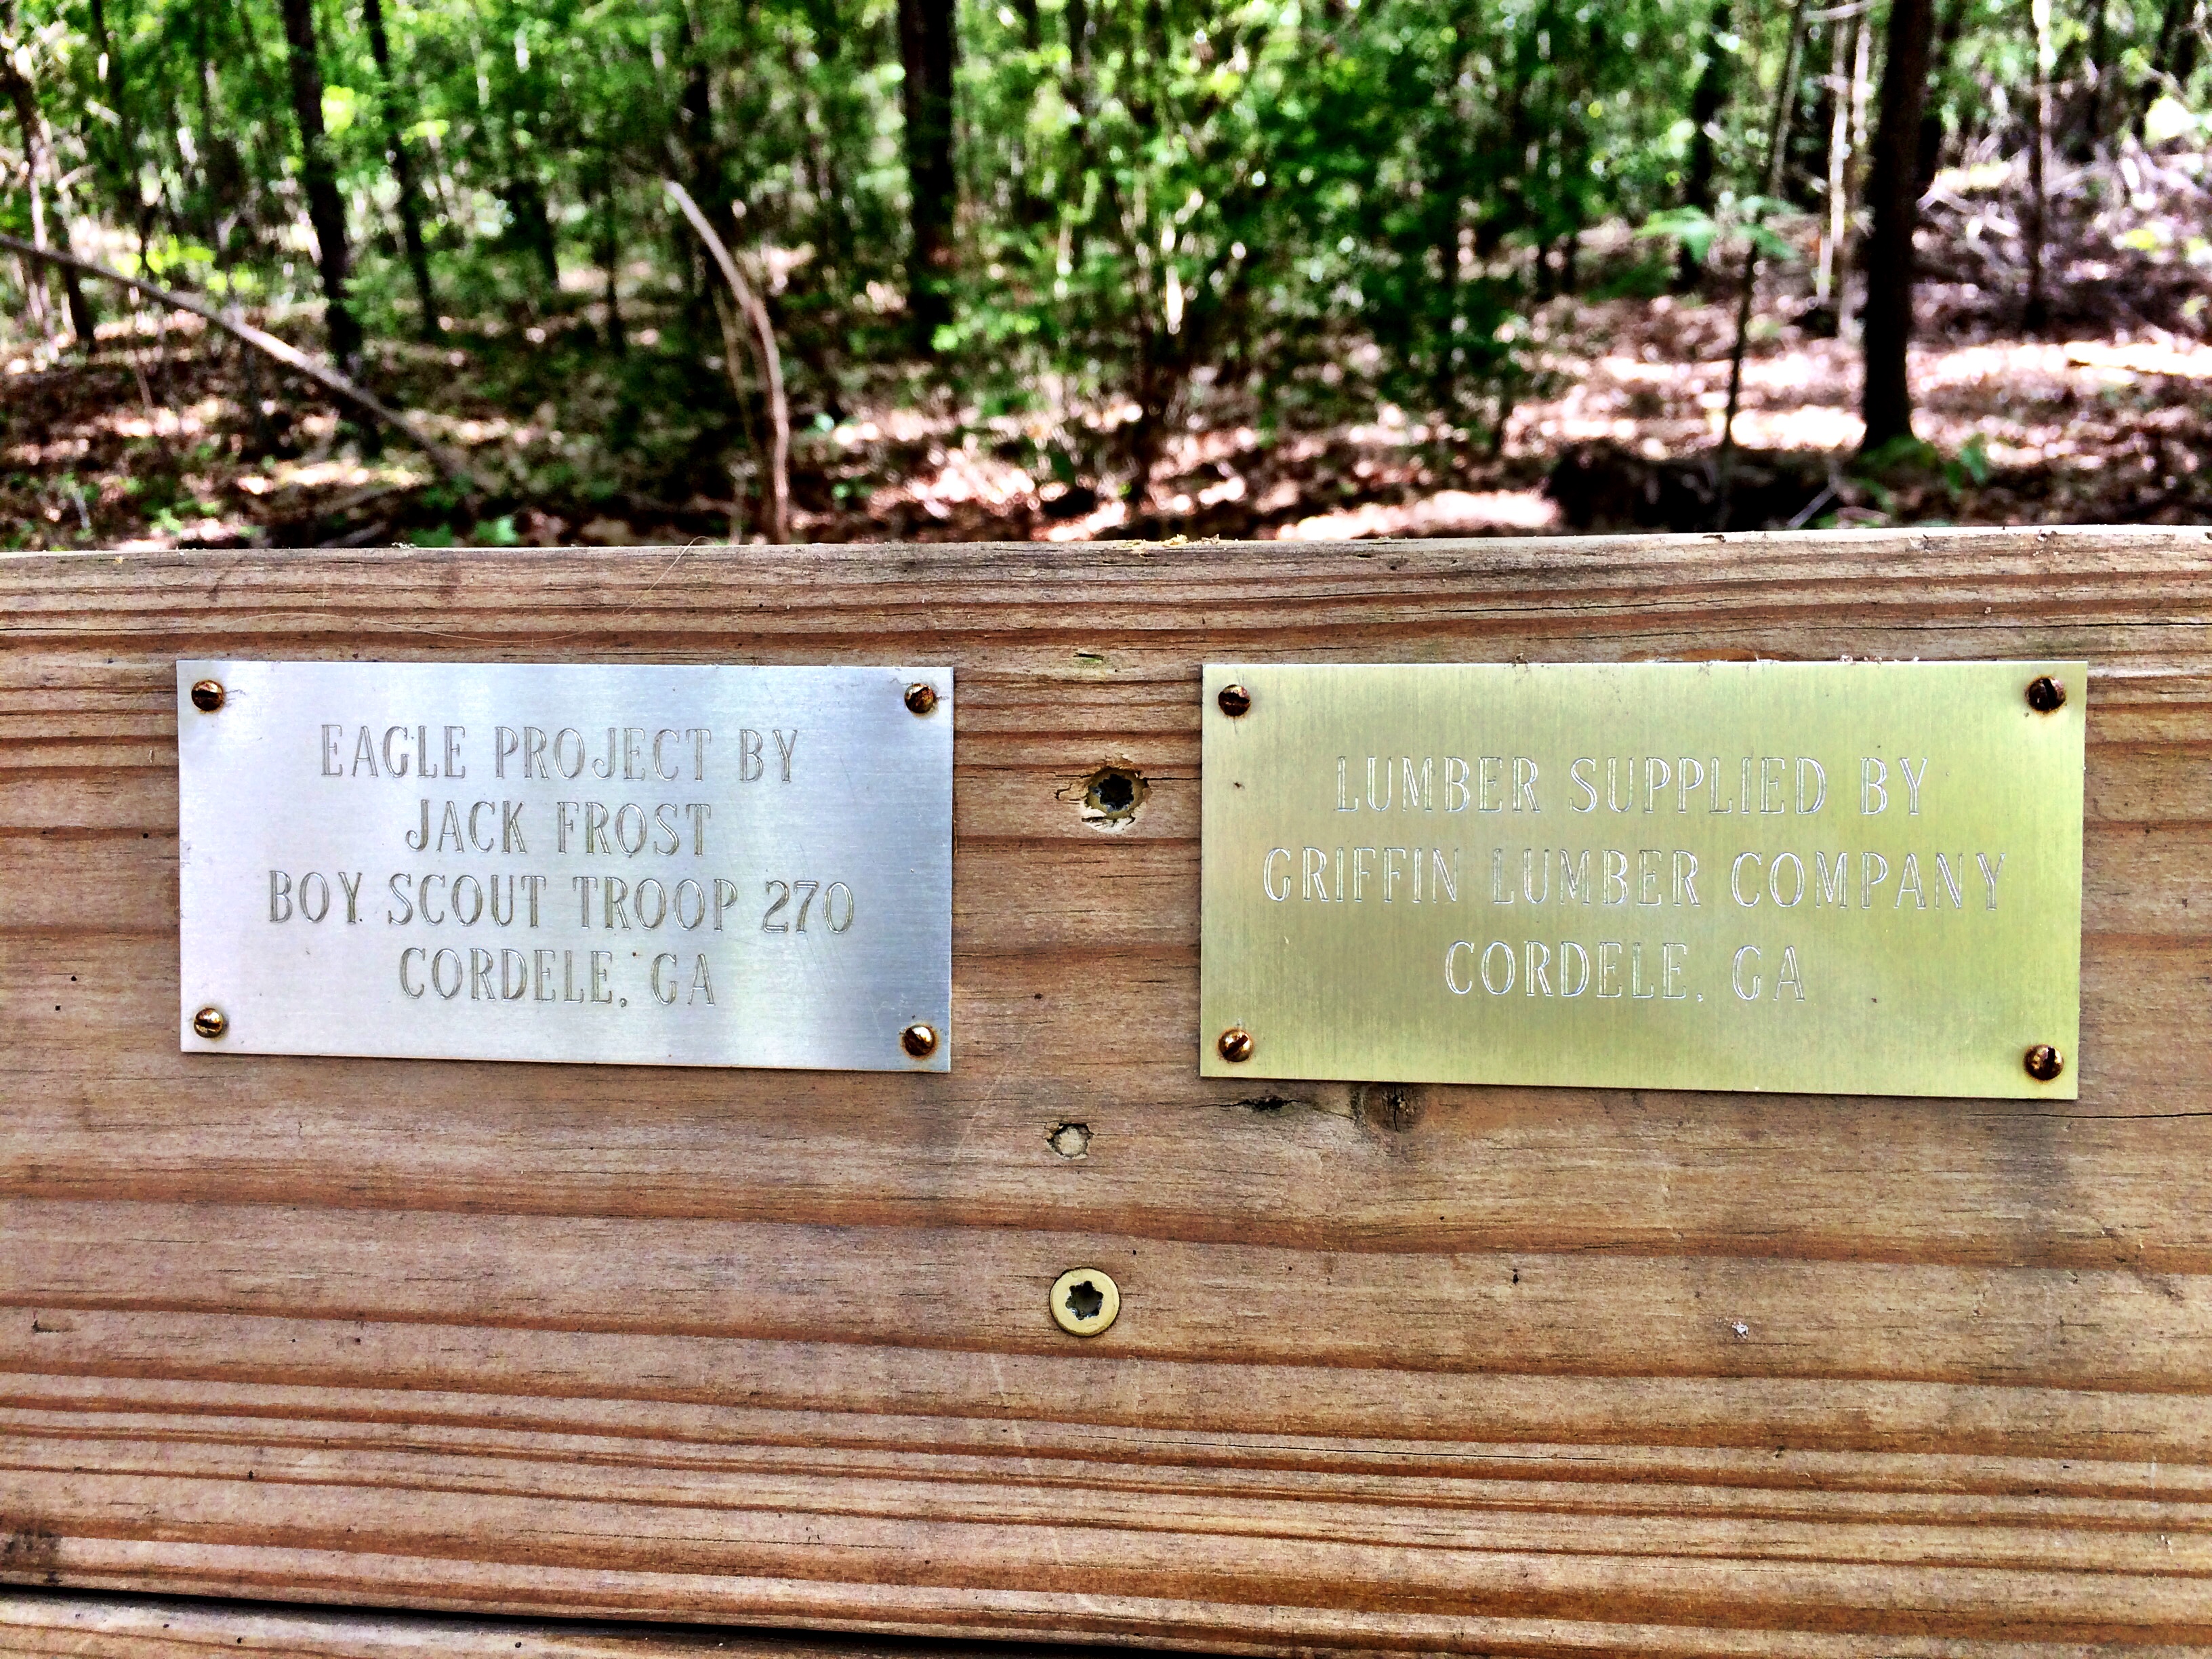 EAGLE PROJECT BY
JACK FROST
BOY SCOUT TROOP 270
CORDELE, GA
LUMBER SUPPLIED BY
GRIFFIN LUMBER COMPANY
CORDELE, GA